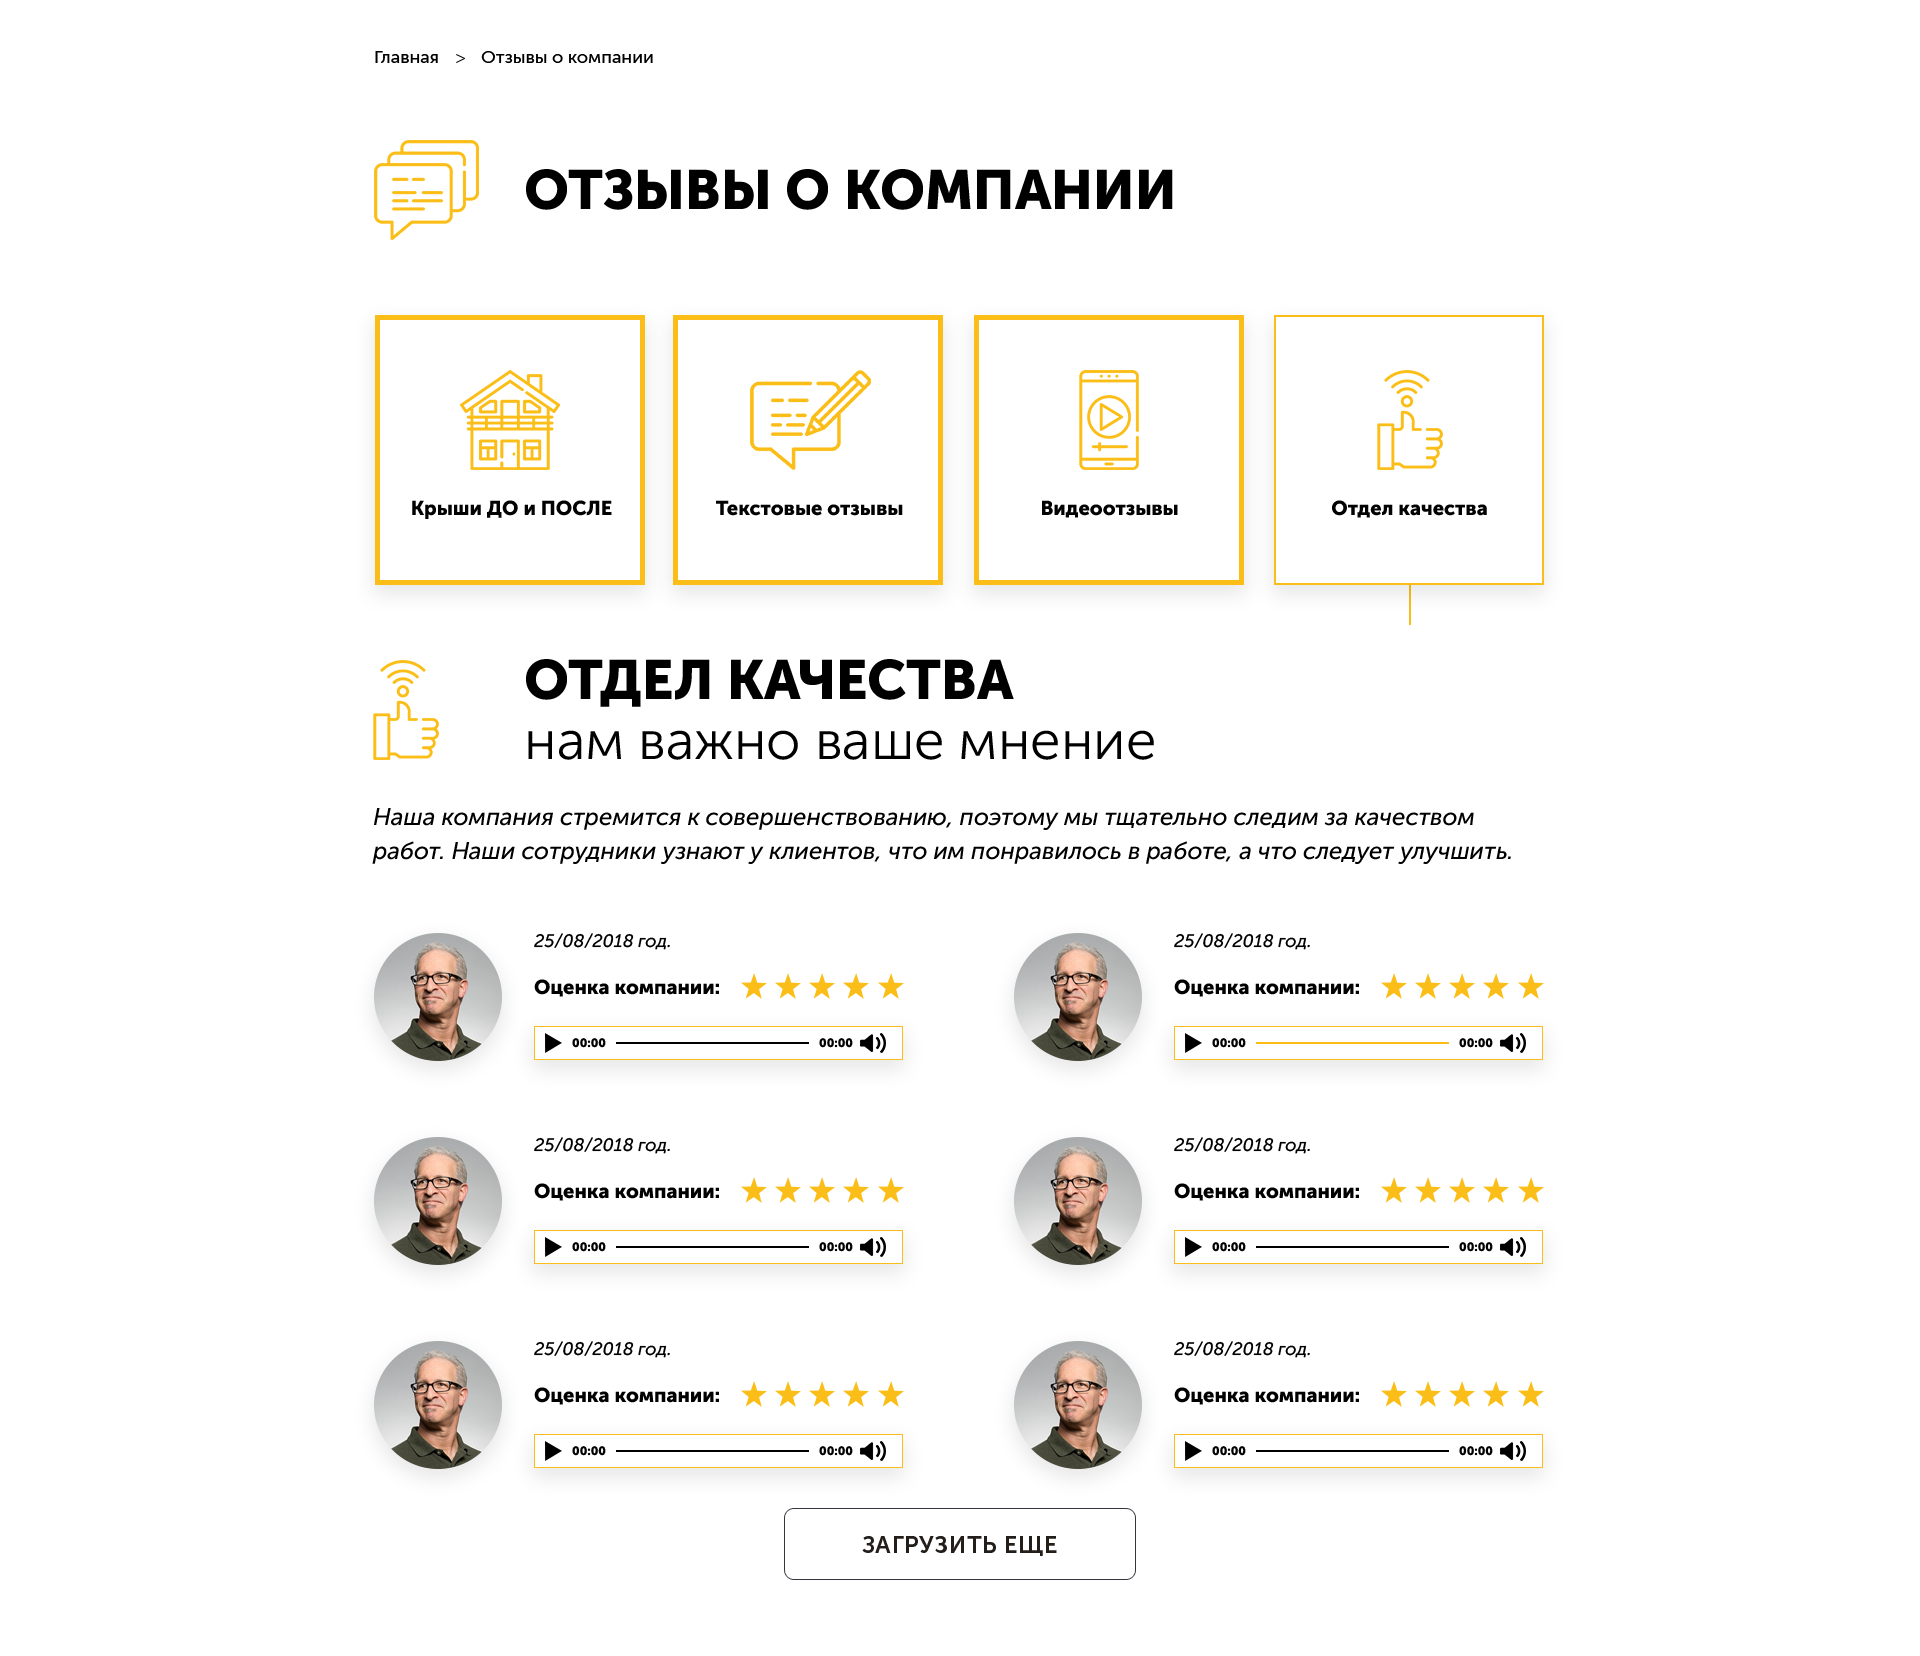 Главная > Отзывы о компании
ОТЗЫВЫ О КОМПАНИИ
Крыши ДО и ПОСЛЕ
Текстовые отзывы
Видеоотзывы
Отдел качества
ОТДЕЛ КАЧЕСТВА
нам важно ваше мнение
Наша компания стремится к совершенствованию, поэтому мы тщательно следим за качеством
работ. Наши сотрудники узнают у клиентов, что им понравилось в работе, а что следует улучшить.
25/08/2018 год.
Оценка компании:
00:00 00:00
25/08/2018 год.
Оценка компании:
00:00 00:00
25/08/2018 год.
Оценка компании:
00:00 00:00
25/08/2018 год.
Оценка компании:
00:00 00:00
25/08/2018 год.
Оценка компании:
00:00 00:00
25/08/2018 год.
Оценка компании:
00:00 00:00
ЗАГРУЗИТЬ ЕЩЕ